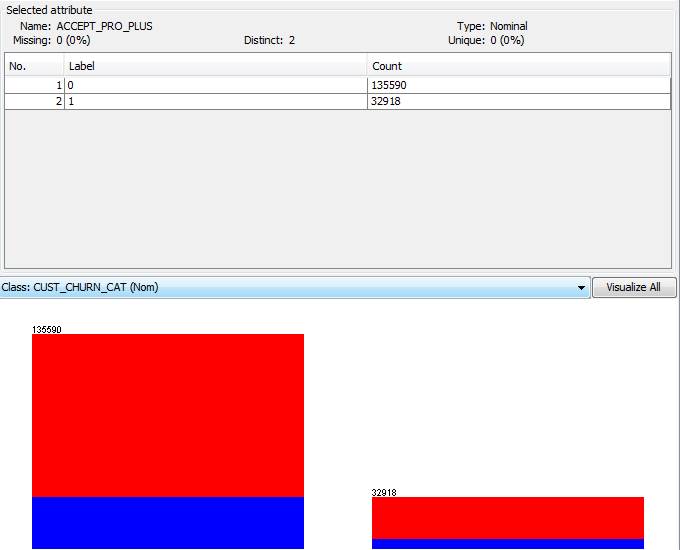 Selected attribute
Name: ACCEPT_PRO_PLUS Type: Nominal
Missing: 0 (0%) Distinct: 2 Unique: 0 (0%)
No. Label Count
1 0 135590
2 1 32918
Class: CUST_CHURN_CAT (Nom) Visualize All
135590
32918